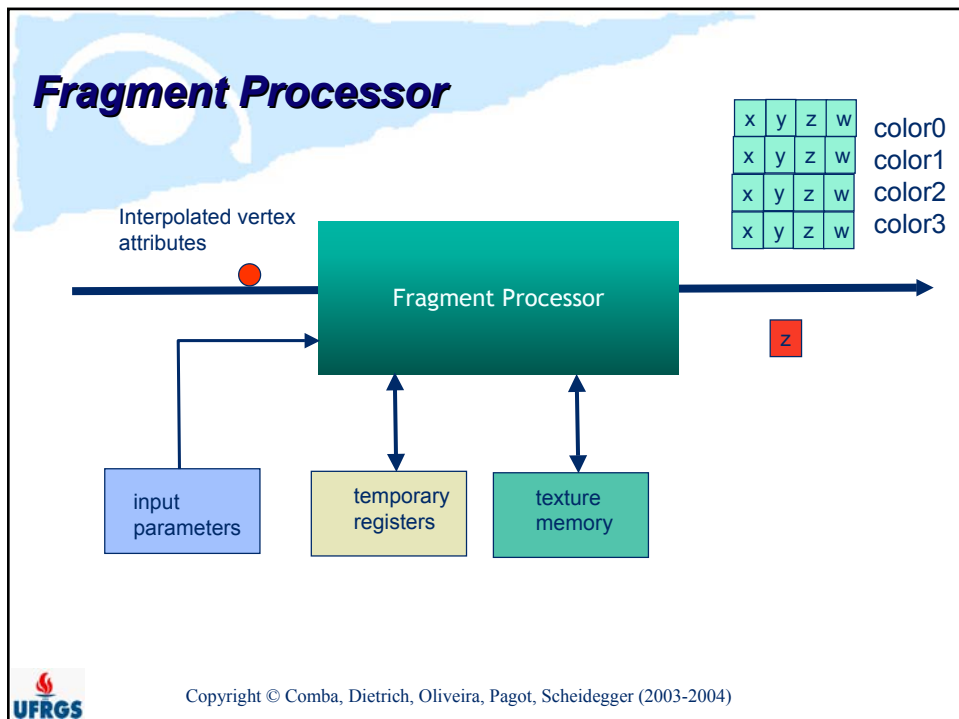 Fragment Processor
x y z w color0
x y z w color1
x y z w color2
x y z w color3
Interpolated vertex
attributes
Fragment Processor
z
input
parameters
temporary
registers
texture
memory
UFRGS
Copyright © Comba, Dietrich, Oliveira, Pagot, Scheidegger (2003-2004)